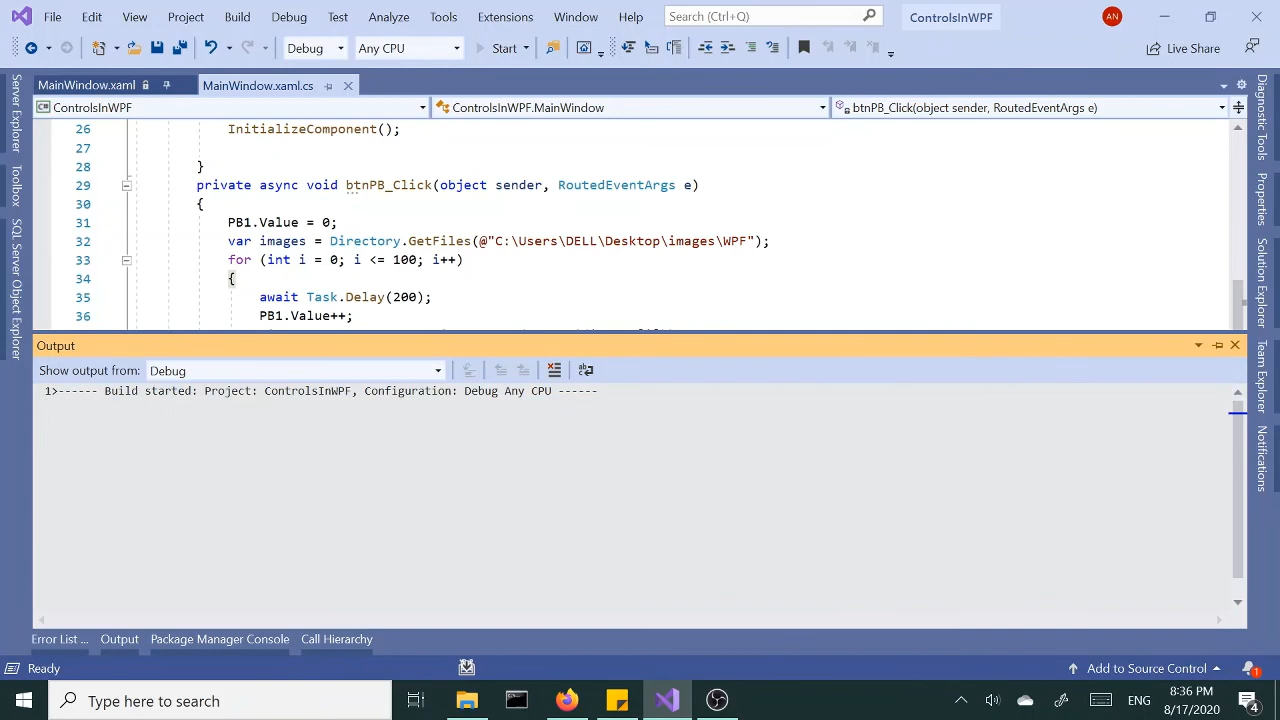 File Edit View Project Build Debug Test Analyze Tools Extensions Window Help Search (Ctrl+Q) ControlsInWPF AN
Debug Any CPU Start Live Share
MainWindow.xaml MainWindow.xaml.cs
ControlsInWPF ControlsInWPF.MainWindow btnPB_Click(object sender, RoutedEventArgs e)
26 InitializeComponent();
27
28 }
29 private async void btnPB_Click(object sender, RoutedEventArgs e)
30 {
31 PB1.Value = 0;
32 var images = Directory.GetFiles(@"C:\Users\DELL\Desktop\images\WPF");
33 for (int i = 0; i <= 100; i++)
34 {
35 await Task.Delay(200);
36 PB1.Value++;
Server Explorer
Toolbox
SQL Server Object Explorer
Diagnostic Tools
Properties
Solution Explorer
Team Explorer
Notifications
Output
Show output from: Debug
1>------ Build started: Project: ControlsInWPF, Configuration: Debug Any CPU ------
Error List ... Output Package Manager Console Call Hierarchy
Ready Add to Source Control 1
Type here to search ENG 8:36 PM 4
8/17/2020